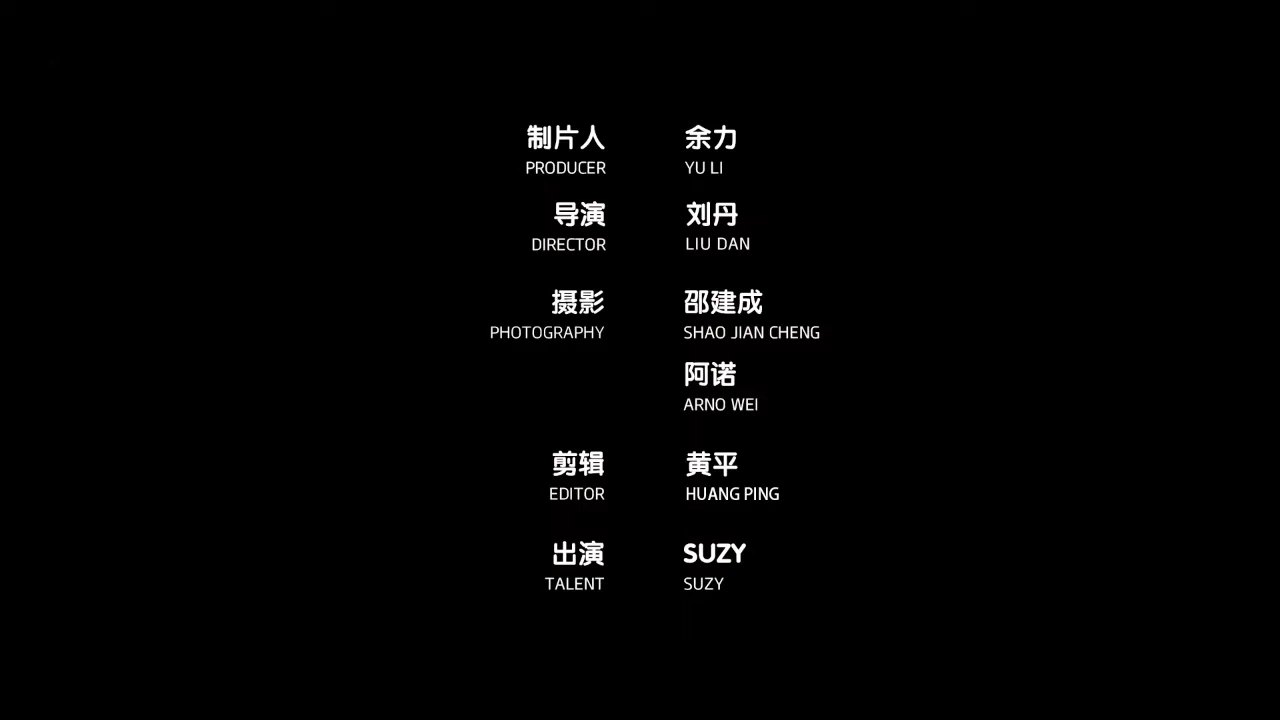 制片人 余力
PRODUCER YU LI
导演 刘丹
DIRECTOR LIU DAN
摄影 邵建成
PHOTOGRAPHY SHAO JIAN CHENG
阿诺
ARNO WEI
剪辑 黄平
EDITOR HUANG PING
出演 SUZY
TALENT SUZY